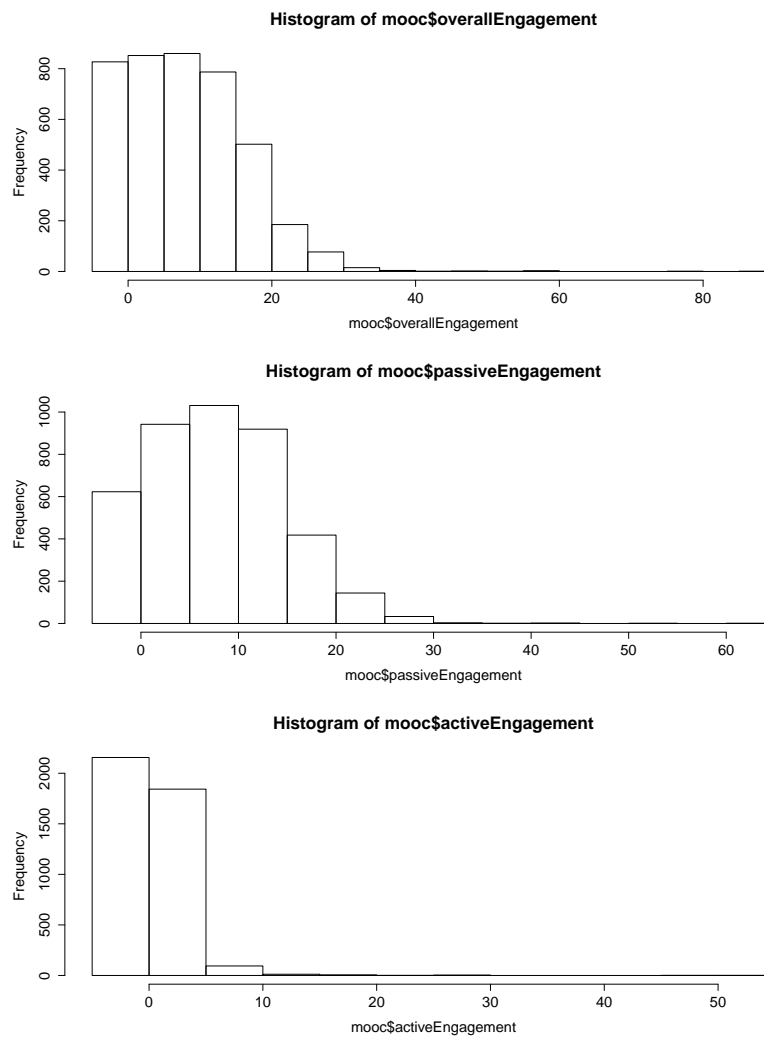 Histogram of mooc$overallEngagement
Frequency
0 200 400 600 800
0 20 40 60 80
mooc$overallEngagement
Histogram of mooc$passiveEngagement
Frequency
0 200 400 600 800 1000
0 10 20 30 40 50 60
mooc$passiveEngagement
Histogram of mooc$activeEngagement
Frequency
0 500 1000 1500 2000
0 10 20 30 40 50
mooc$activeEngagement